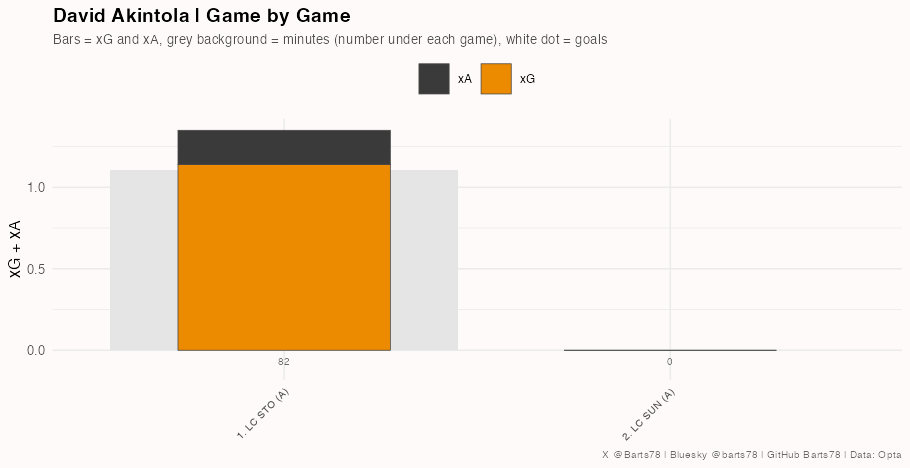 David Akintola | Game by Game
Bars = xG and xA, grey background = minutes (number under each game), white dot = goals
xA xG
xG + xA
1.0
0.5
0.0
82 0
1. LC STO (A) 2. LC SUN (A)
X @Barts78 | Bluesky @barts78 | GitHub Barts78 | Data: Opta